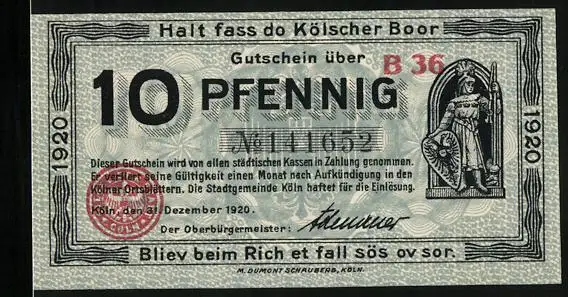 Halt fass do Kölscher Boor
Gutschein über
B 36
10 PFENNIG
№ 141652
Dieser Gutschein wird von allen städtischen Kassen in Zahlung genommen.
Er verliert seine Gültigkeit einen Monat nach Aufkündigung in den
Kölner Ortsblättern. Die Stadtgemeinde Köln haftet für die Einlösung.
Köln, den 31. Dezember 1920.
Der Oberbürgermeister: Adenauer
Bliev beim Rich et fall sös ov sor.
M. DUMONT SCHAUBERG, KÖLN.
1920
1920